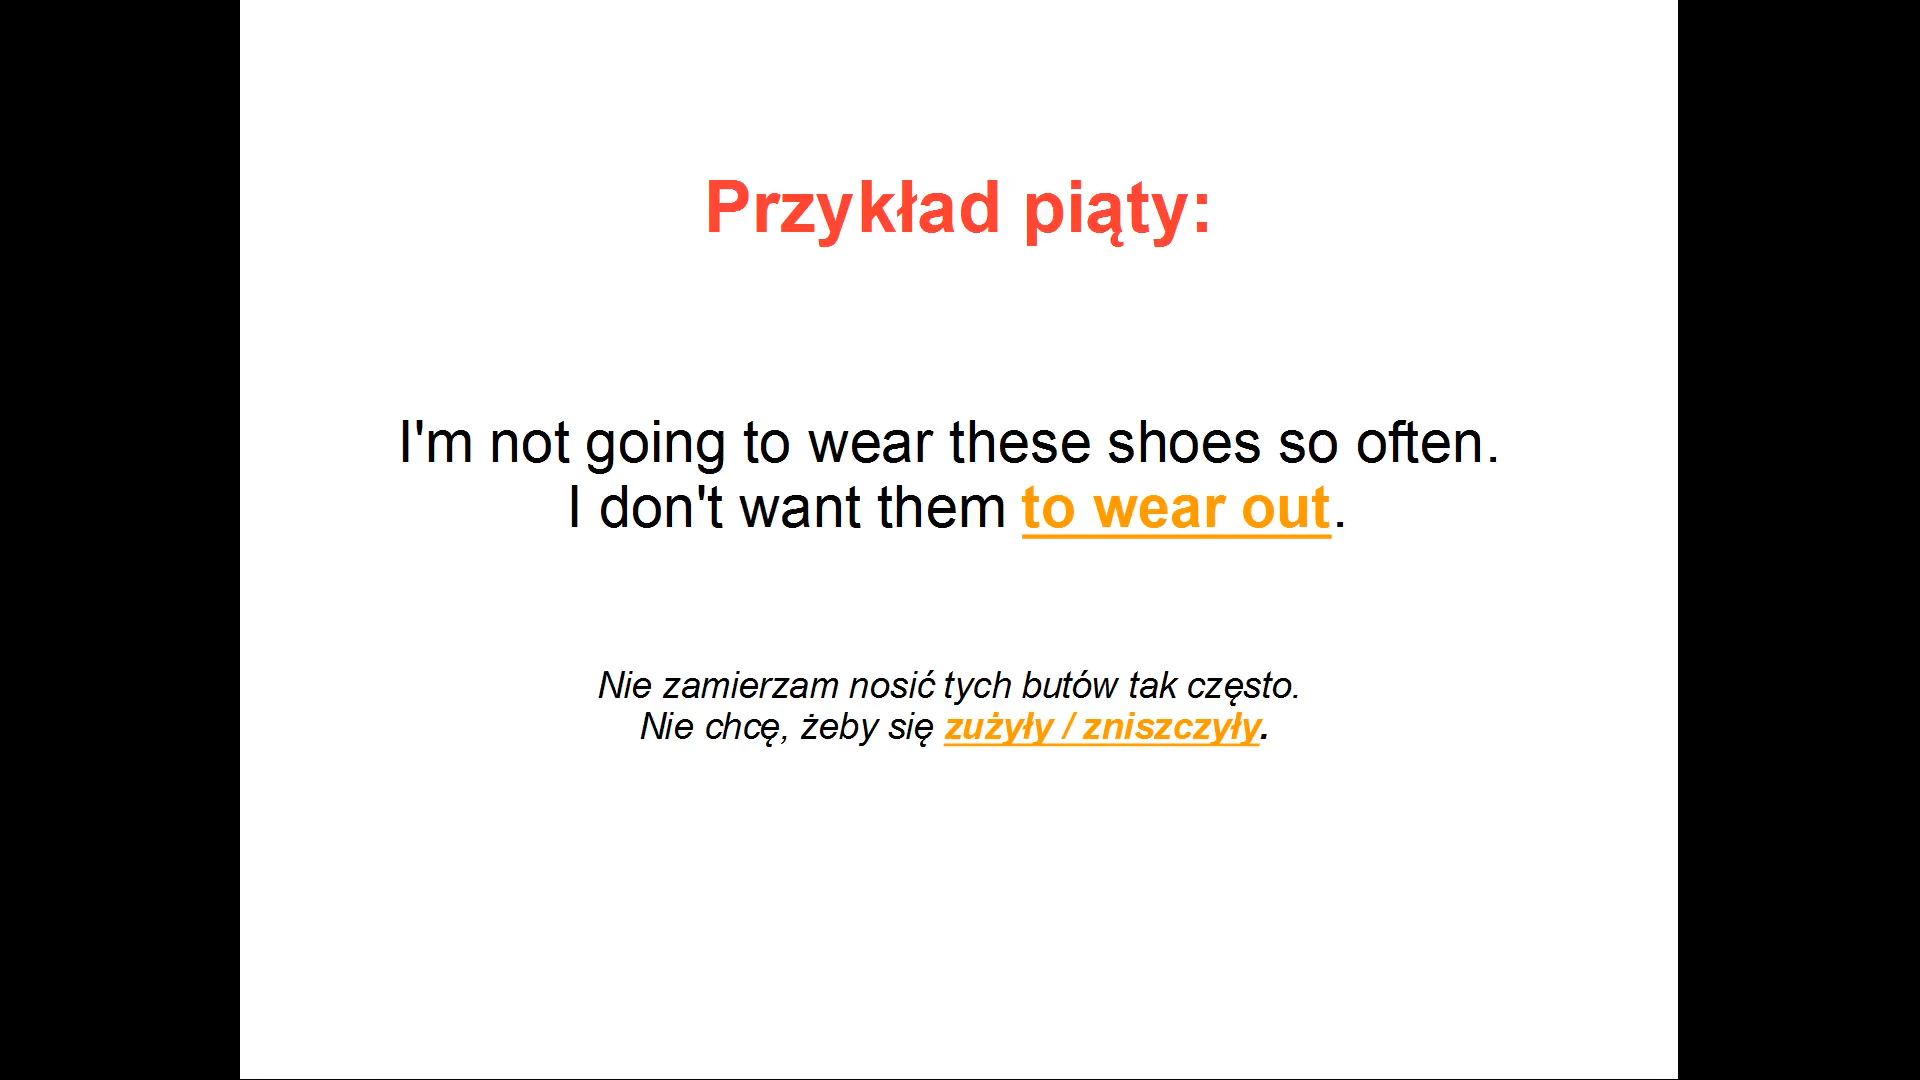 Przykład piąty:
I'm not going to wear these shoes so often.
I don't want them to wear out.
Nie zamierzam nosić tych butów tak często.
Nie chcę, żeby się zużyły / zniszczyły.